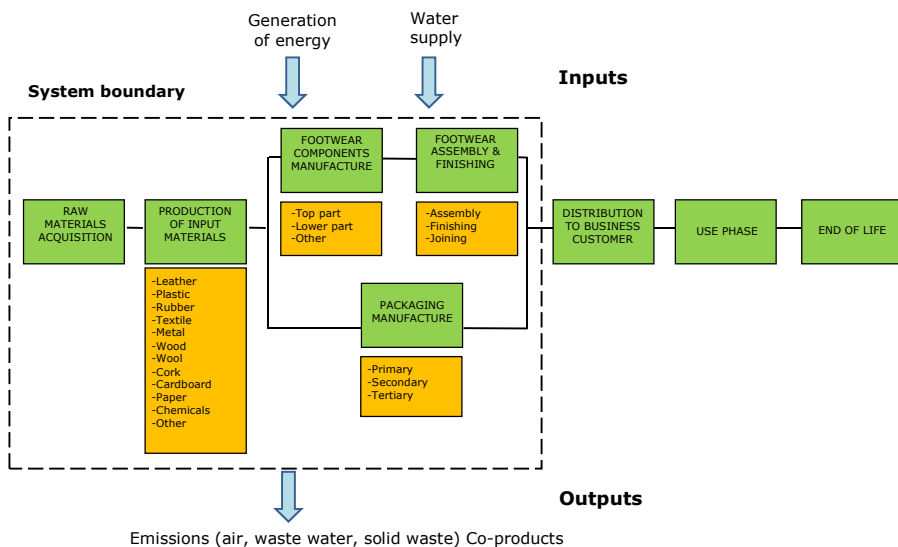 Generation
of energy
Water
supply
Inputs
System boundary
FOOTWEAR
COMPONENTS
MANUFACTURE
FOOTWEAR
ASSEMBLY &
FINISHING
RAW
MATERIALS
ACQUISITION
PRODUCTION
OF INPUT
MATERIALS
-Top part
-Lower part
-Other
-Assembly
-Finishing
-Joining
DISTRIBUTION
TO BUSINESS
CUSTOMER
USE PHASE
END OF LIFE
-Leather
-Plastic
-Rubber
-Textile
-Metal
-Wood
-Wool
-Cork
-Cardboard
-Paper
-Chemicals
-Other
PACKAGING
MANUFACTURE
-Primary
-Secondary
-Tertiary
Outputs
Emissions (air, waste water, solid waste) Co-products